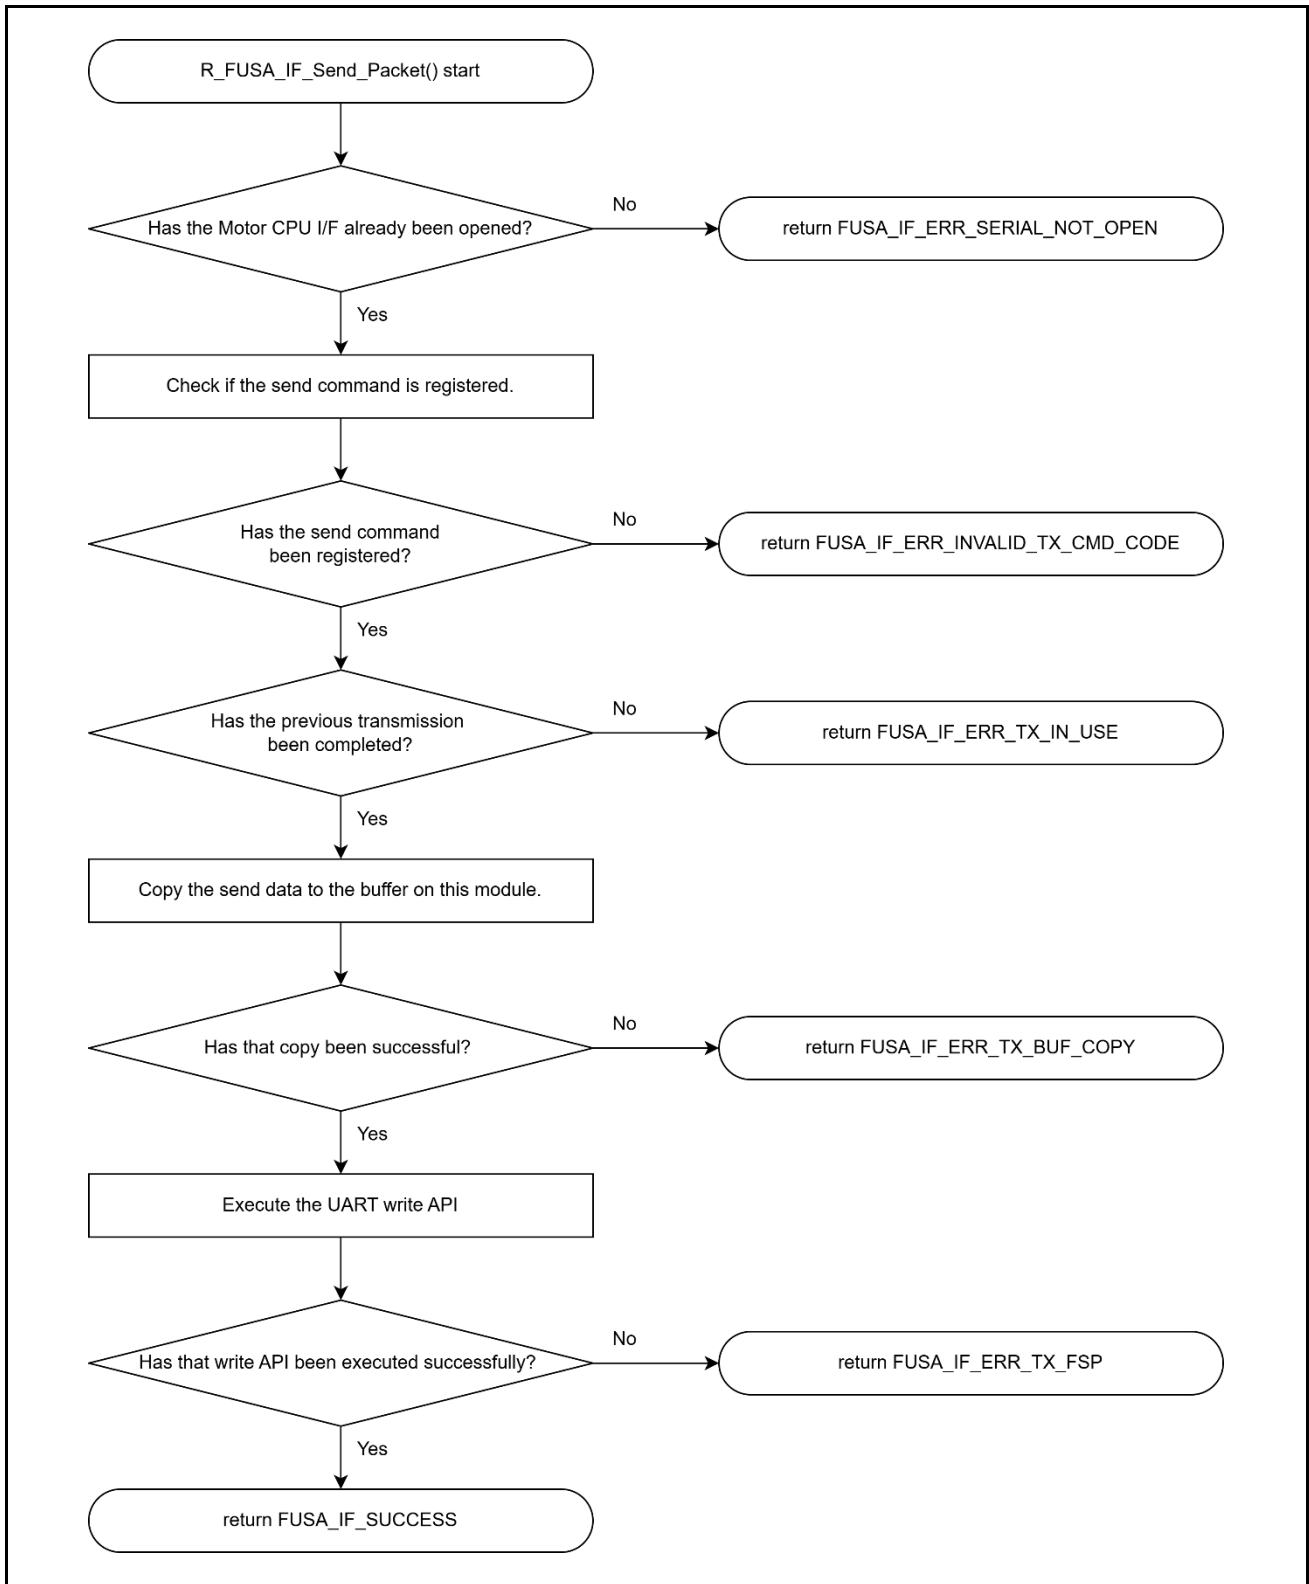 R_FUSA_IF_Send_Packet() start
Has the Motor CPU I/F already been opened?
No
return FUSA_IF_ERR_SERIAL_NOT_OPEN
Yes
Check if the send command is registered.
Has the send command
been registered?
No
return FUSA_IF_ERR_INVALID_TX_CMD_CODE
Yes
Has the previous transmission
been completed?
No
return FUSA_IF_ERR_TX_IN_USE
Yes
Copy the send data to the buffer on this module.
Has that copy been successful?
No
return FUSA_IF_ERR_TX_BUF_COPY
Yes
Execute the UART write API
Has that write API been executed successfully?
No
return FUSA_IF_ERR_TX_FSP
Yes
return FUSA_IF_SUCCESS